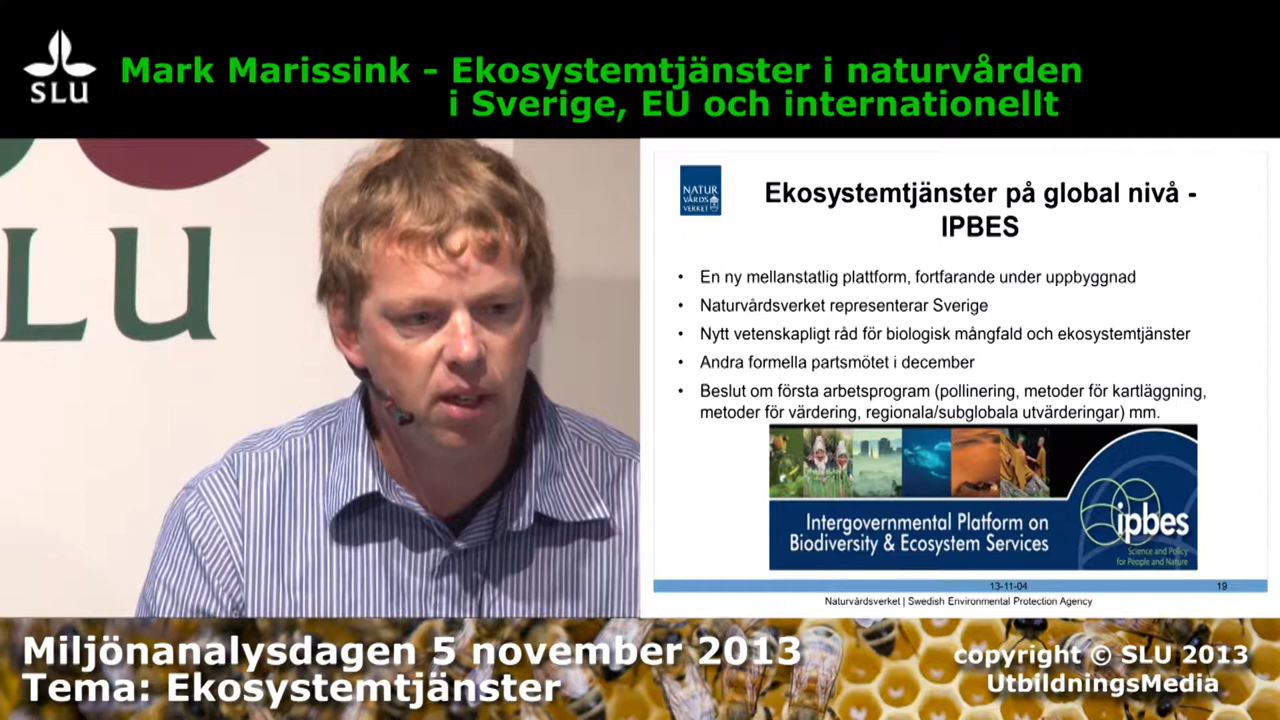 SLU
Mark Marissink - Ekosystemtjänster i naturvården
i Sverige, EU och internationellt
SLU
NATUR
VÅRDS
VERKET
Ekosystemtjänster på global nivå -
IPBES
• En ny mellanstatlig plattform, fortfarande under uppbyggnad
• Naturvårdsverket representerar Sverige
• Nytt vetenskapligt råd för biologisk mångfald och ekosystemtjänster
• Andra formella partsmötet i december
• Beslut om första arbetsprogram (pollinering, metoder för kartläggning,
metoder för värdering, regionala/subglobala utvärderingar) mm.
Intergovernmental Platform on
Biodiversity & Ecosystem Services
ipbes
Science and Policy
for People and Nature
13-11-04
19
Naturvårdsverket | Swedish Environmental Protection Agency
Miljönanalysdagen 5 november 2013
Tema: Ekosystemtjänster
copyright © SLU 2013
UtbildningsMedia